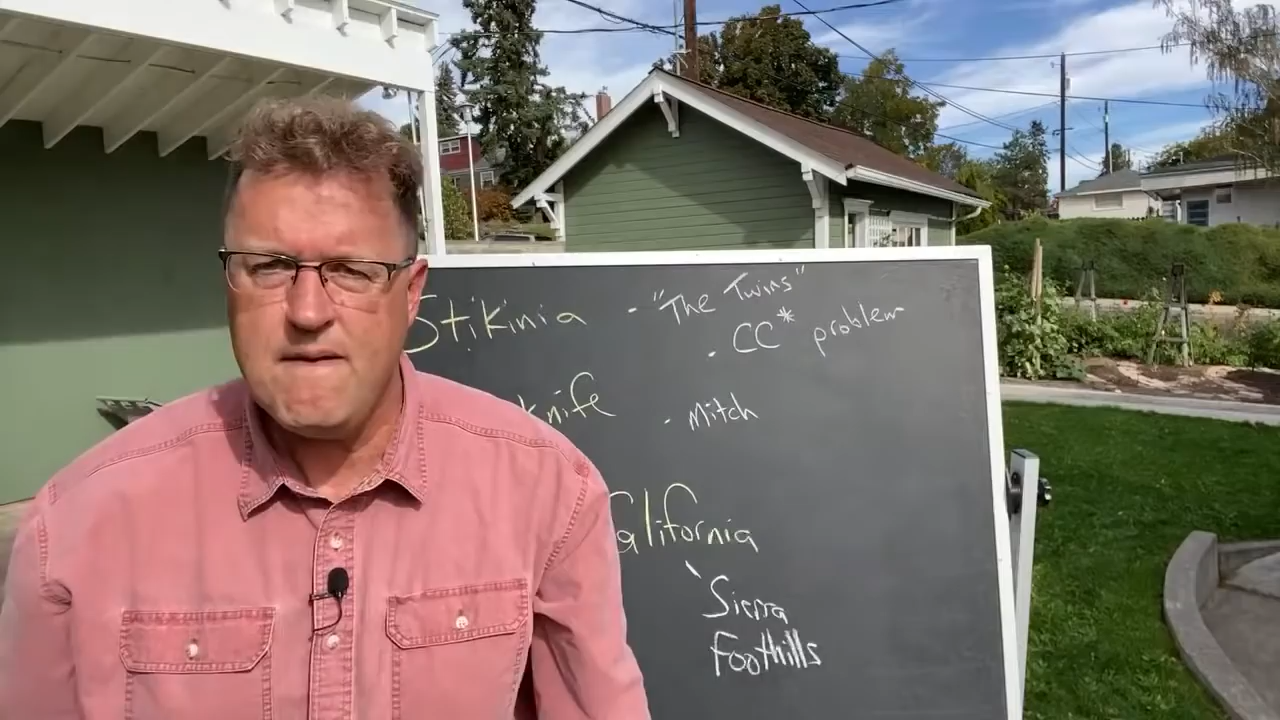 Stikinia - "The Twins"
- CC* problem
knife - Mitch
California
Sierra
Foothills